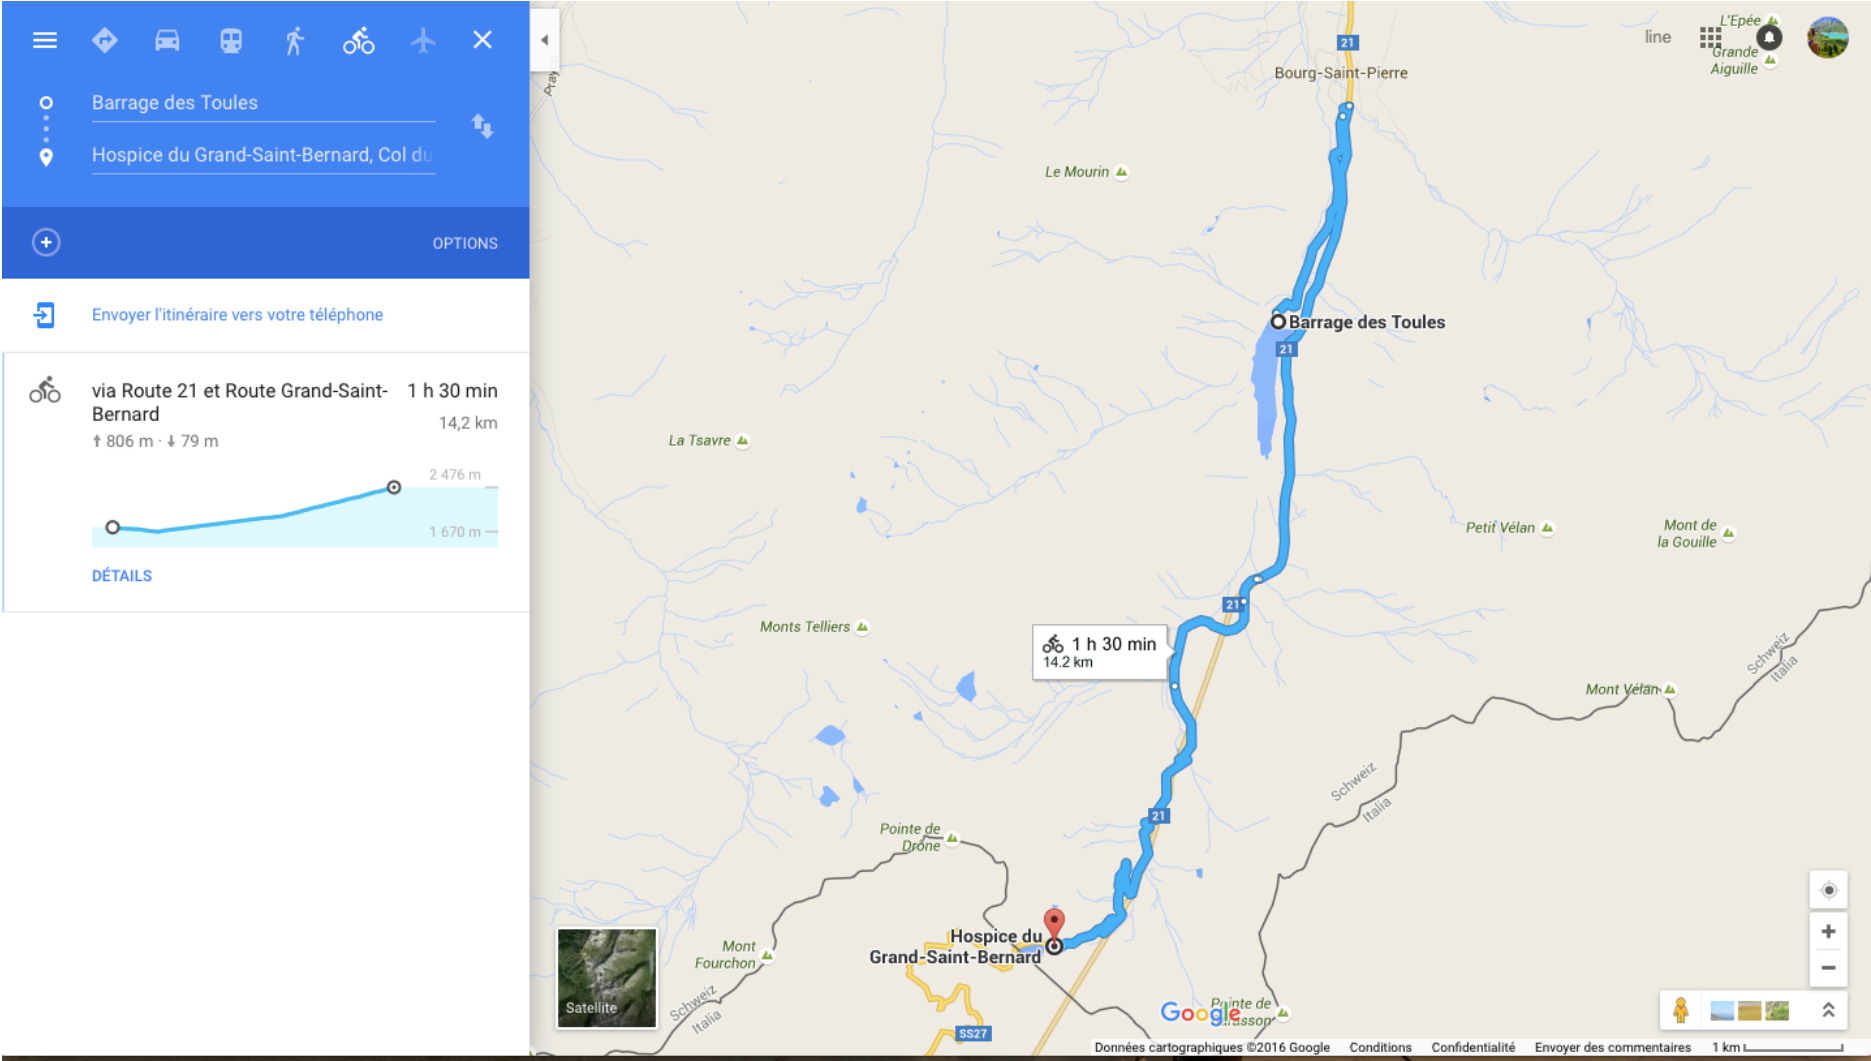 Barrage des Toules
Hospice du Grand-Saint-Bernard, Col du
OPTIONS
Envoyer l'itinéraire vers votre téléphone
via Route 21 et Route Grand-Saint-
Bernard
1 h 30 min
14,2 km
806 m · 79 m
2 476 m
1 670 m
DÉTAILS
line
L'Epée
Grande
Aiguille
21
Bourg-Saint-Pierre
Le Mourin
Barrage des Toules
21
La Tsavre
Petit Vélan
Mont de
la Gouille
21
Monts Telliers
1 h 30 min
14.2 km
Schweiz
Italia
Mont Vélan
Schweiz
Italia
21
Pointe de
Drône
Hospice du
Grand-Saint-Bernard
Mont
Fourchon
Schweiz
Italia
Satellite
SS27
Google
Pointe de
Données cartographiques ©2016 Google Conditions Confidentialité Envoyer des commentaires 1 km